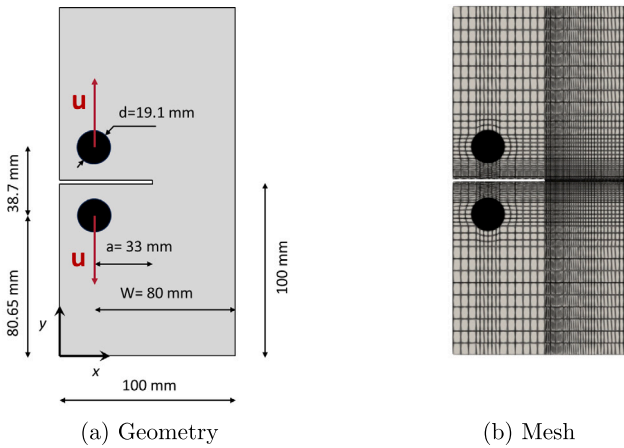 u
d=19.1 mm
38.7 mm
u
a= 33 mm
W= 80 mm
100 mm
80.65 mm
y
x
100 mm
(a) Geometry
(b) Mesh